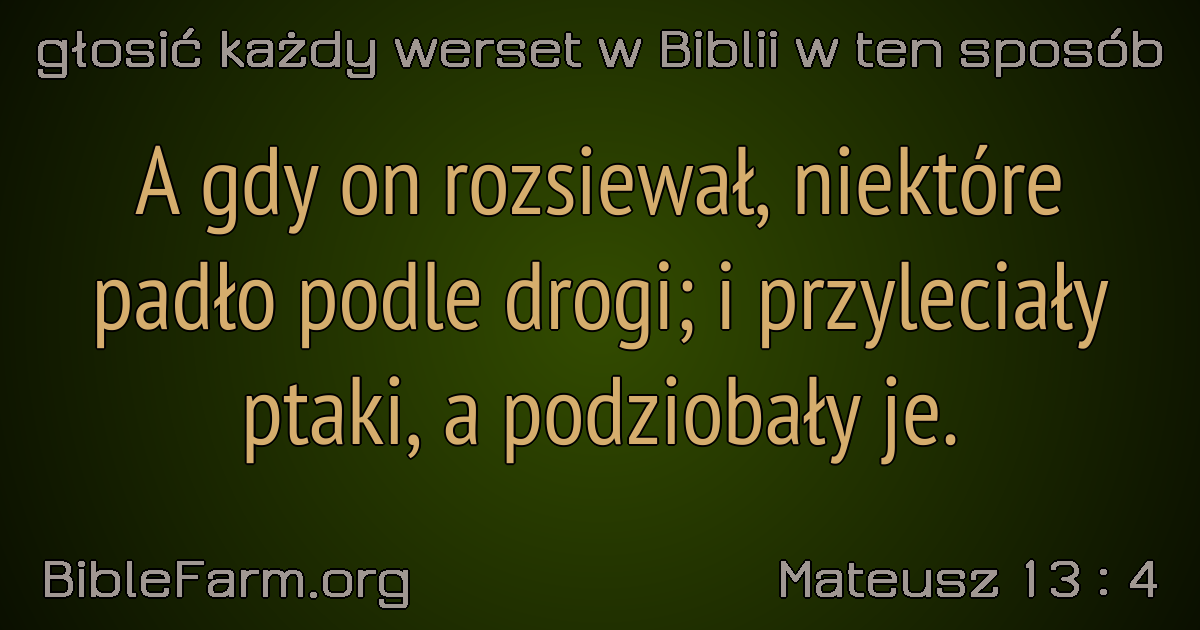 głosić każdy werset w Biblii w ten sposób
A gdy on rozsiewał, niektóre
padło podle drogi; i przyleciały
ptaki, a podziobały je.
BibleFarm.org
Mateusz 13 : 4